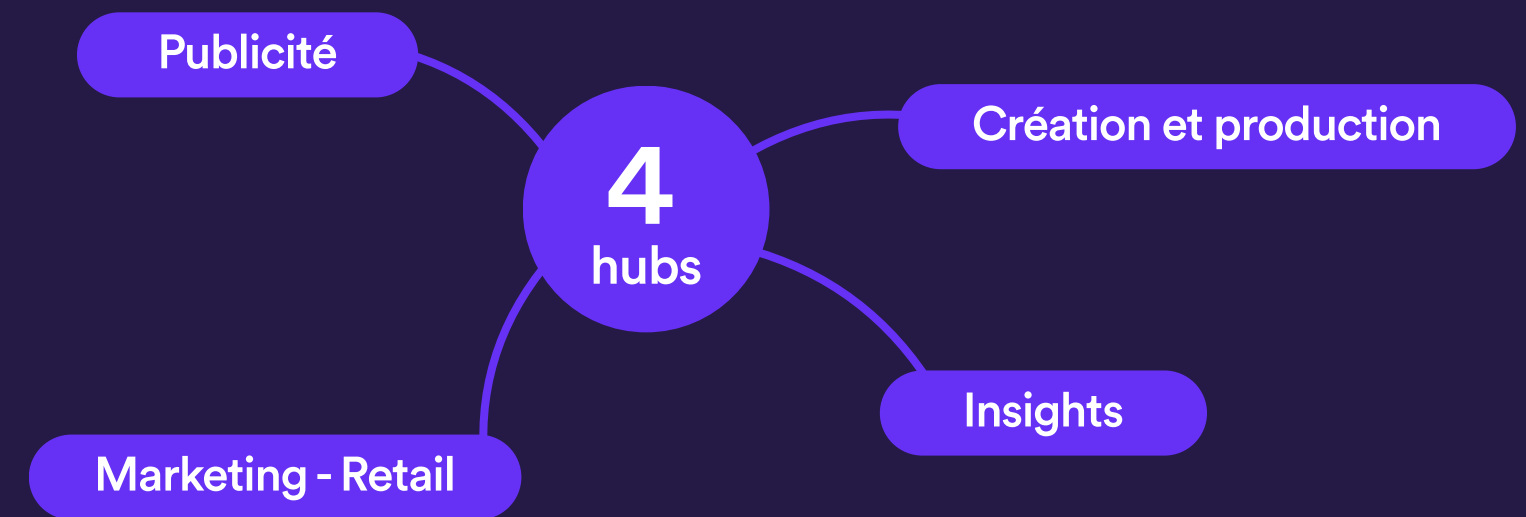 Publicité
Création et production
4
hubs
Insights
Marketing - Retail